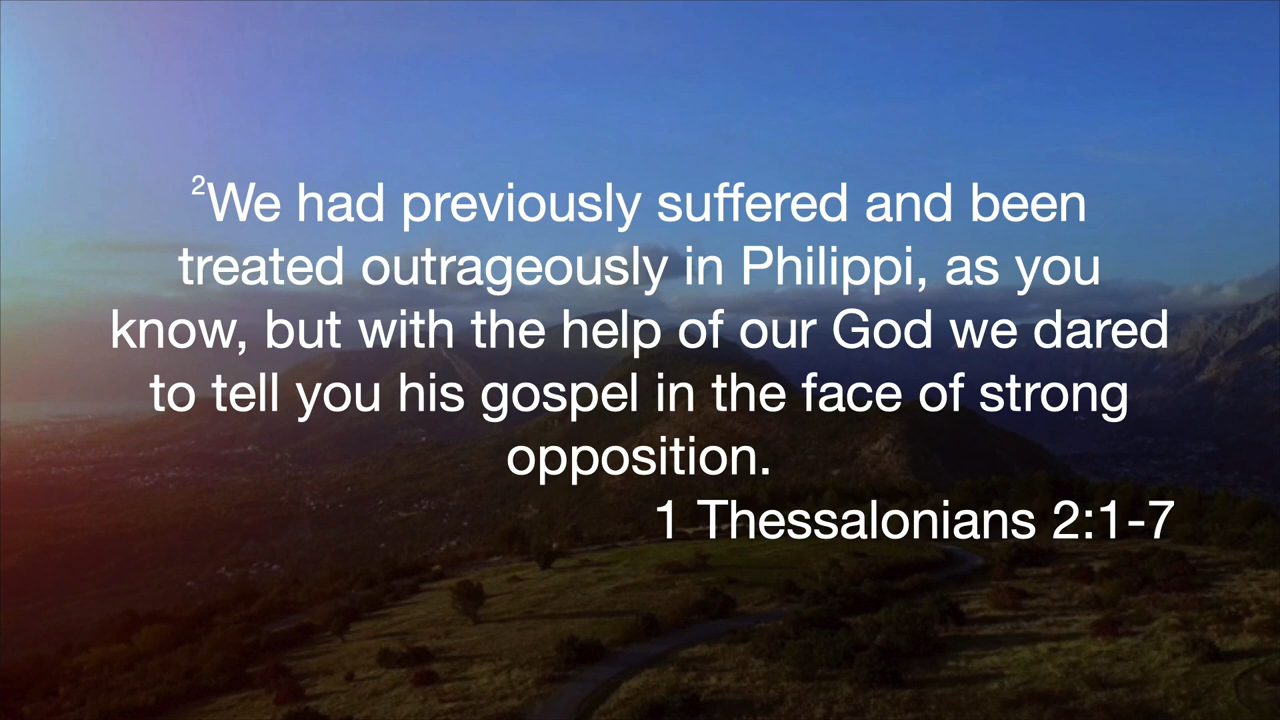 ²We had previously suffered and been
treated outrageously in Philippi, as you
know, but with the help of our God we dared
to tell you his gospel in the face of strong
opposition.
1 Thessalonians 2:1-7